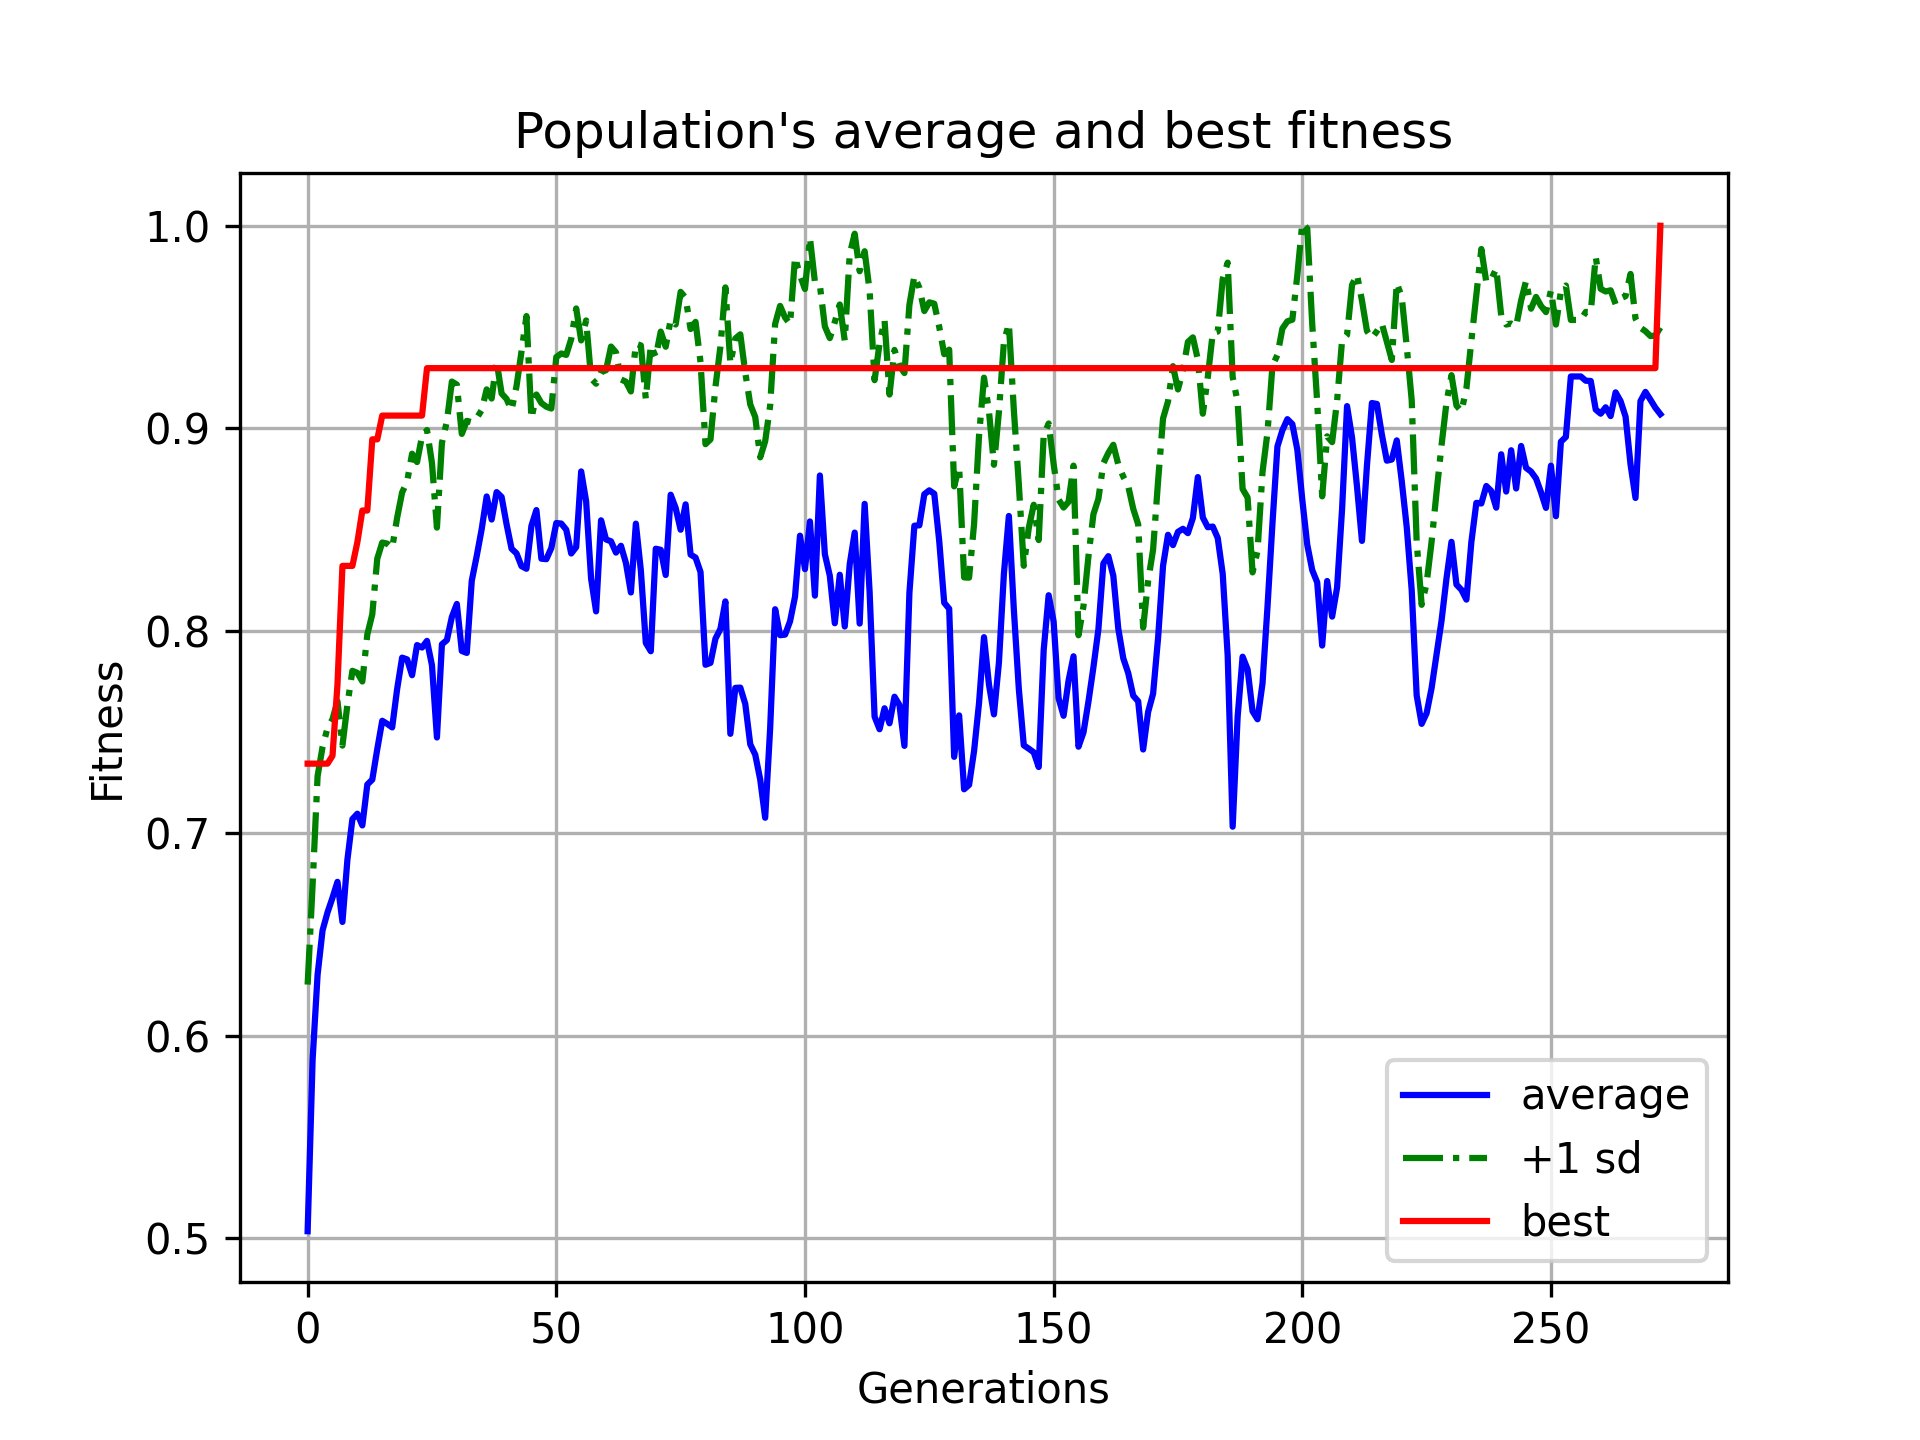 Population's average and best fitness
1.0
0.9
0.8
0.7
0.6
0.5
Fitness
0 50 100 150 200 250
Generations
average
+1 sd
best